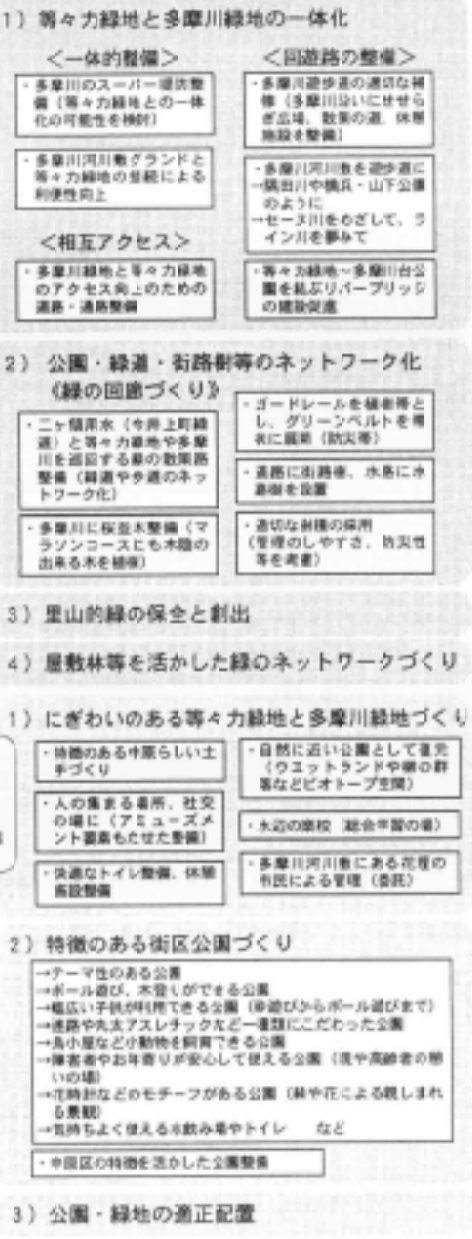 1) 等々力緑地と多摩川緑地の一体化
＜一体的整備＞
・多摩川のスーパー堤防整
備（等々力緑地との一体
化の可能性を検討）
・多摩川河川敷グランドと
等々力緑地の並続による
利便性向上
＜相互アクセス＞
・多摩川緑地と等々力緑地
のアクセス向上のための
道路・通路整備
＜回遊路の整備＞
・多摩川遊歩道の適切な補
修（多摩川沿いにせせら
ぎ広場、散策の道、休憩
施設を整備）
・多摩川河川敷を遊歩道に
→隅田川や横浜・山下公園
のように
→セーヌ川をめざして、ラ
イン川を夢みて
・等々力緑地～多摩川台公
園を結ぶリバーブリッジ
の建設促進
2) 公園・緑道・街路樹等のネットワーク化
《緑の回廊づくり》
・二ヶ領用水（今井上町緑
道）と等々力緑地や多摩
川を巡回する緑の散策路
整備（緑道や歩道のネッ
トワーク化）
・多摩川に桜並木整備（マ
ラソンコースにも木陰の
出来る木を植樹）
・ガードレールを植樹帯と
し、グリーンベルトを帯
状に展開（防災帯）
・道路に街路樹、水路に水
路樹を設置
・適切な樹種の採用
（管理のしやすさ、防災性
等を考慮）
3) 里山的緑の保全と創出
4) 屋敷林等を活かした緑のネットワークづくり
1) にぎわいのある等々力緑地と多摩川緑地づくり
・特徴のある中原らしい土
手づくり
・人の集まる場所、社交
の場に（アミューズメ
ント要素もたせた整備）
・快適なトイレ整備、休憩
施設整備
・自然に近い公園として復元
（ウエットランドや 群
落などビオトープ空間）
・水辺の楽校（総合学習の場）
・多摩川河川敷にある花壇の
市民による管理（委託）
2) 特徴のある街区公園づくり
→テーマ性のある公園
→ボール遊び、木登りができる公園
→幅広い子供が利用できる公園（砂遊びからボール遊びまで）
→迷路や丸太アスレチックなど一種類にこだわった公園
→鳥小屋など小動物を飼育できる公園
→障害者やお年寄りが安心して使える公園（ や高齢者の憩
いの場）
→花時計などのモチーフがある公園（緑や花による親しまれ
る景観）
→気持ちよく使える水飲み場やトイレ など
・中原区の特徴を活かした公園整備
3) 公園・緑地の適正配置